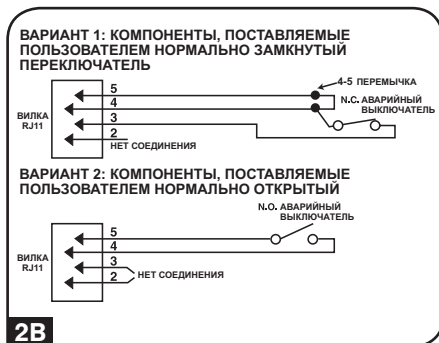 ВАРИАНТ 1: КОМПОНЕНТЫ, ПОСТАВЛЯЕМЫЕ
ПОЛЬЗОВАТЕЛЕМ НОРМАЛЬНО ЗАМКНУТЫЙ
ПЕРЕКЛЮЧАТЕЛЬ
ВИЛКА
RJ11
5
4
3
2
НЕТ СОЕДИНЕНИЯ
4-5 ПЕРЕМЫЧКА
N.C. АВАРИЙНЫЙ
ВЫКЛЮЧАТЕЛЬ
ВАРИАНТ 2: КОМПОНЕНТЫ, ПОСТАВЛЯЕМЫЕ
ПОЛЬЗОВАТЕЛЕМ НОРМАЛЬНО ОТКРЫТЫЙ
N.O. АВАРИЙНЫЙ
ВЫКЛЮЧАТЕЛЬ
ВИЛКА
RJ11
5
4
3
2
НЕТ СОЕДИНЕНИЯ
2B